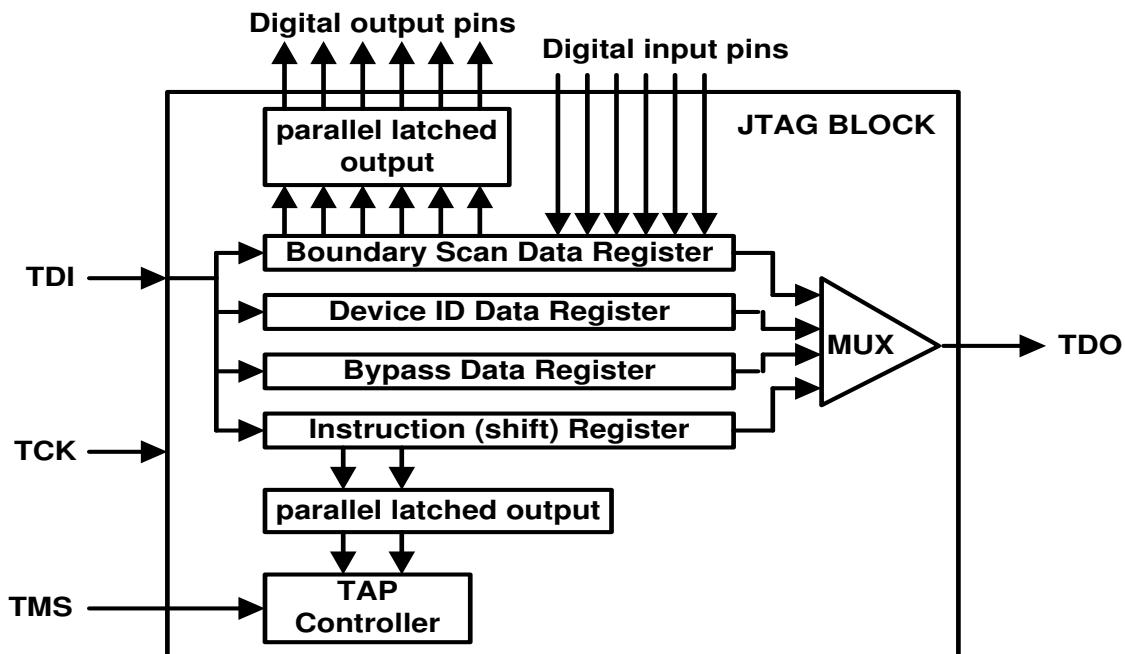 Digital output pins
Digital input pins
JTAG BLOCK
parallel latched
output
Boundary Scan Data Register
TDI
Device ID Data Register
MUX
TDO
Bypass Data Register
Instruction (shift) Register
TCK
parallel latched output
TAP
Controller
TMS